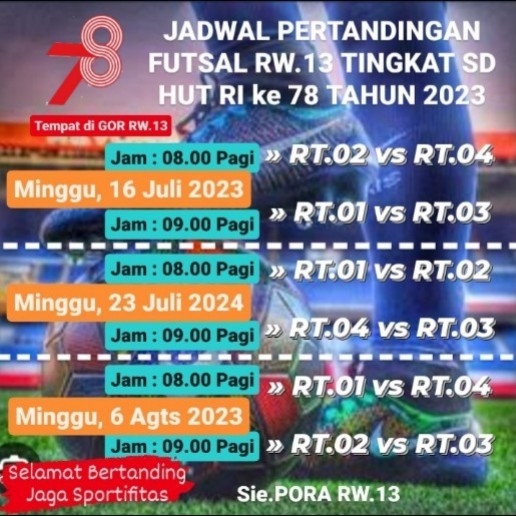 78
JADWAL PERTANDINGAN
FUTSAL RW.13 TINGKAT SD
HUT RI ke 78 TAHUN 2023
Tempat di GOR RW.13
Jam : 08.00 Pagi » RT.02 vs RT.04
Minggu, 16 Juli 2023
Jam : 09.00 Pagi » RT.01 vs RT.03
Jam : 08.00 Pagi » RT.01 vs RT.02
Minggu, 23 Juli 2024
Jam : 09.00 Pagi » RT.04 vs RT.03
Jam : 08.00 Pagi » RT.01 vs RT.04
Minggu, 6 Agts 2023
Jam : 09.00 Pagi » RT.02 vs RT.03
Selamat Bertanding
Jaga Sportifitas
Sie.PORA RW.13